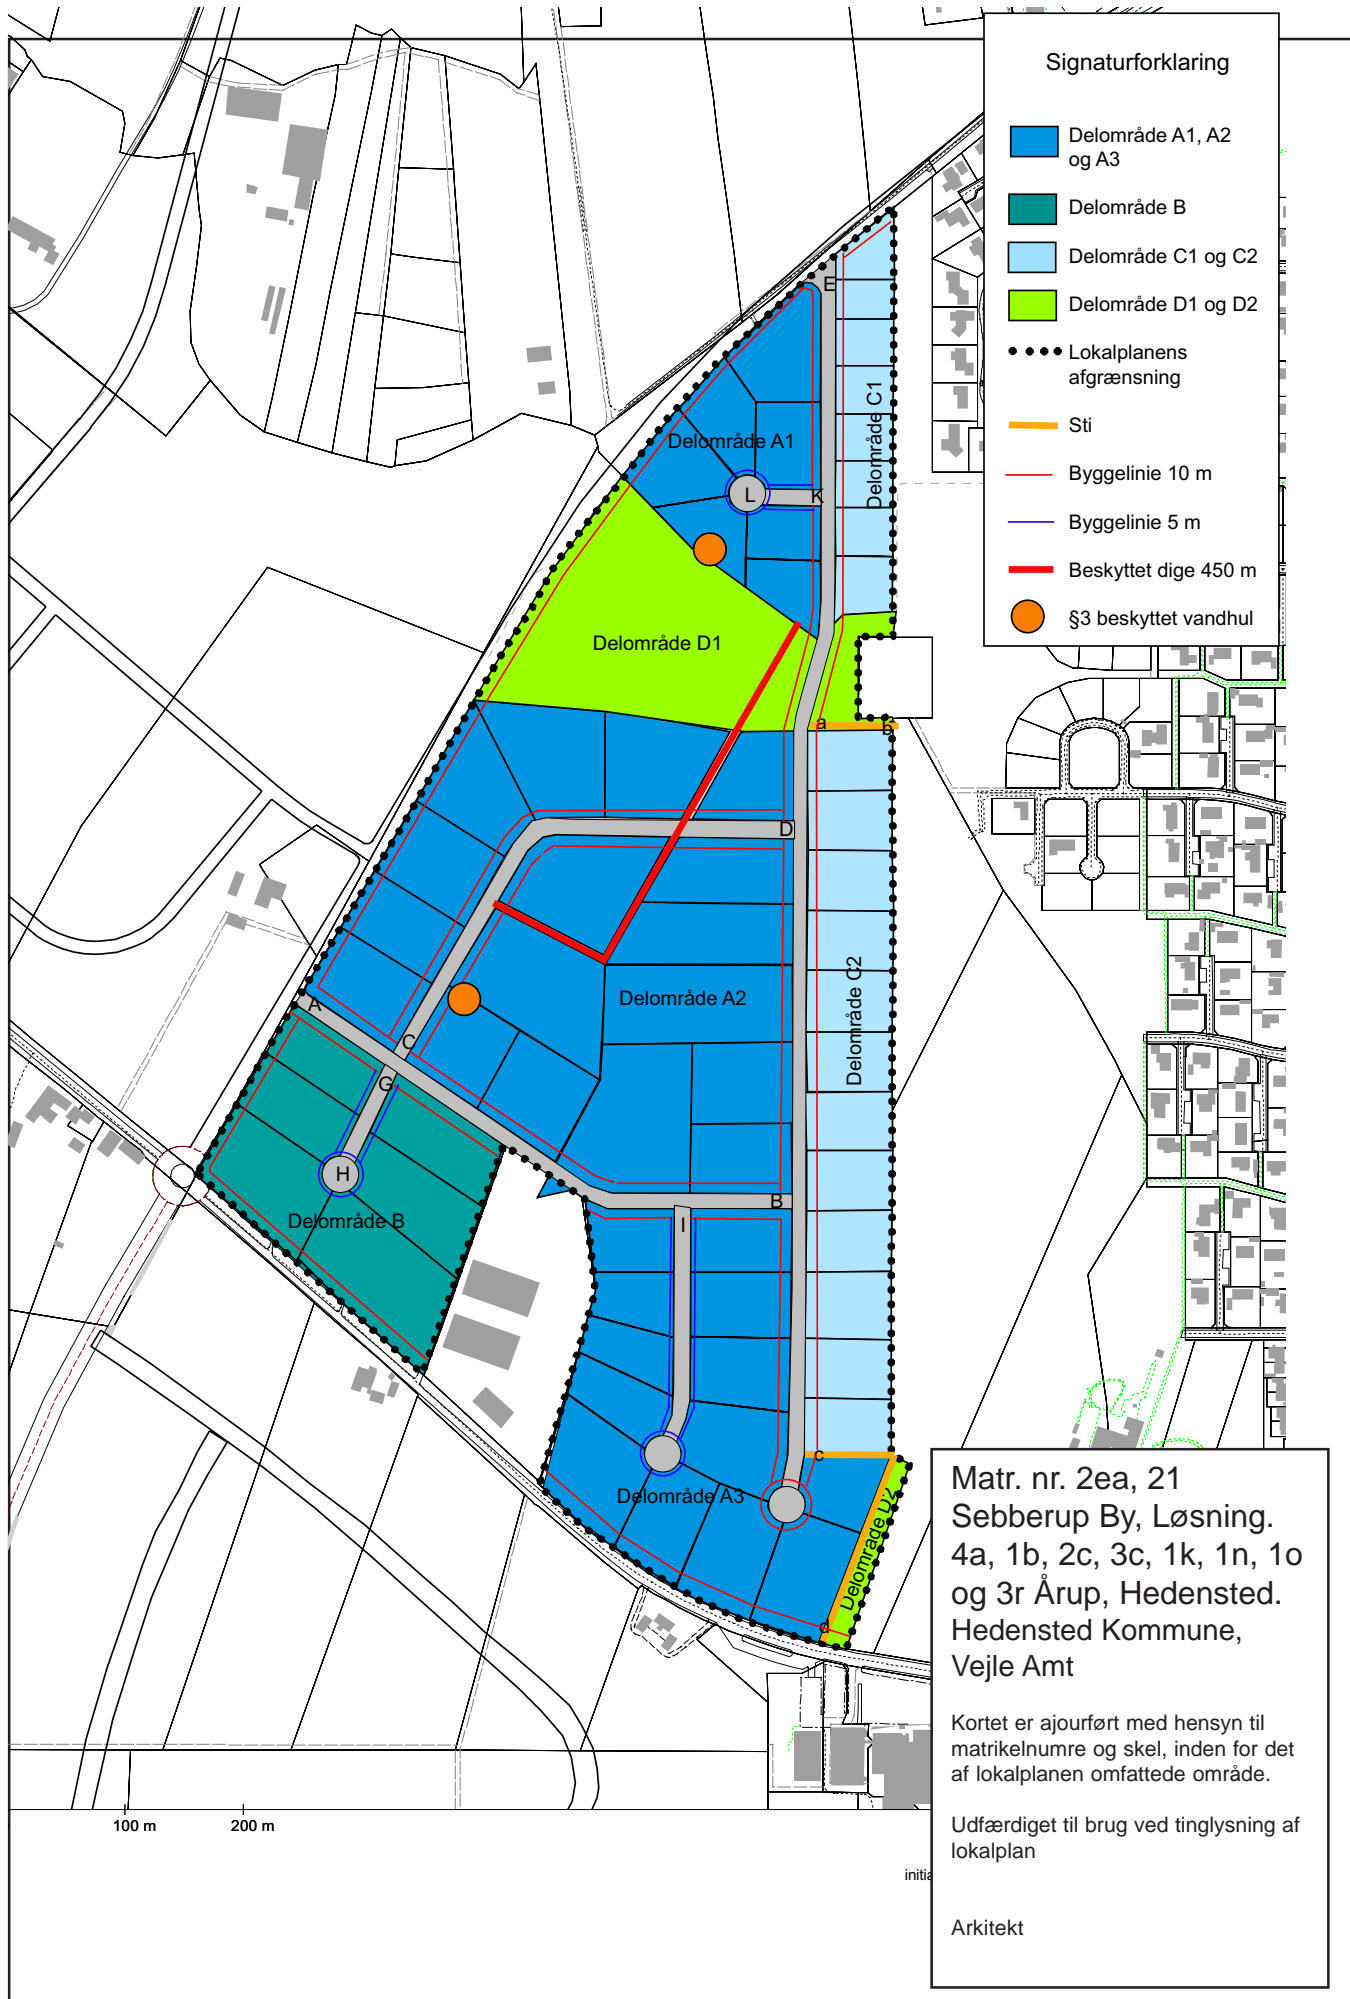 Signaturforklaring
Delområde A1, A2
og A3
Delområde B
Delområde C1 og C2
Delområde D1 og D2
Lokalplanens
afgrænsning
Sti
Byggelinie 10 m
Byggelinie 5 m
Beskyttet dige 450 m
§3 beskyttet vandhul
E
Delområde C1
Delområde A1
L
K
Delområde D1
a
b
D
Delområde A2
Delområde C2
A
C
G
H
Delområde B
B
I
c
Delområde A3
Delområde D2
d
Matr. nr. 2ea, 21
Sebberup By, Løsning.
4a, 1b, 2c, 3c, 1k, 1n, 1o
og 3r Årup, Hedensted.
Hedensted Kommune,
Vejle Amt
Kortet er ajourført med hensyn til
matrikelnumre og skel, inden for det
af lokalplanen omfattede område.
Udfærdiget til brug ved tinglysning af
lokalplan
Arkitekt
100 m
200 m